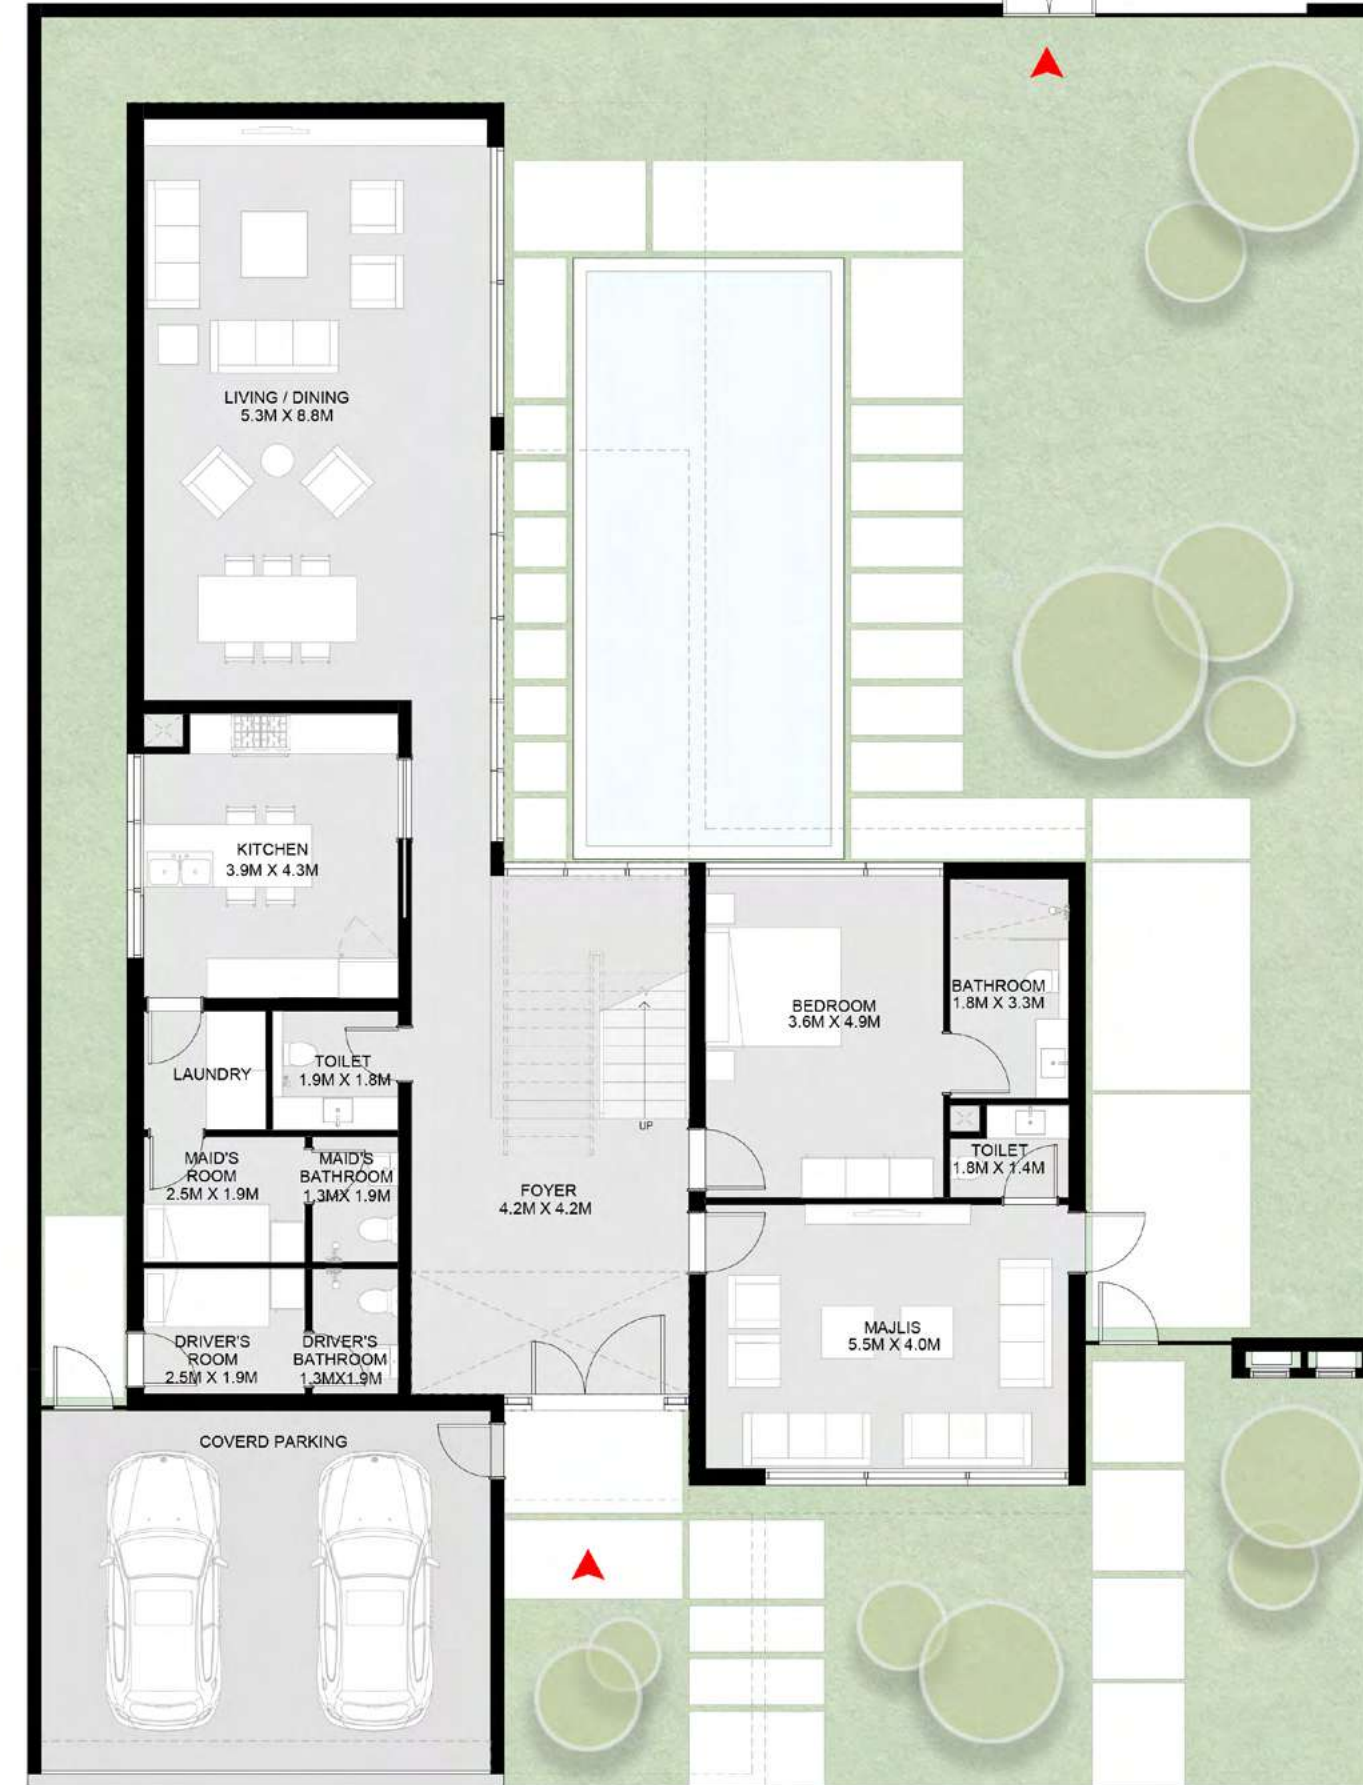 LIVING / DINING
5.3M X 8.8M
KITCHEN
3.9M X 4.3M
BATHROOM
1.8M X 3.3M
BEDROOM
3.6M X 4.9M
TOILET
1.9M X 1.8M
LAUNDRY
UP
TOILET
1.8M X 1.4M
MAID'S
ROOM
2.5M X 1.9M
MAID'S
BATHROOM
1.3MX 1.9M
FOYER
4.2M X 4.2M
MAJLIS
5.5M X 4.0M
DRIVER'S
ROOM
2.5M X 1.9M
DRIVER'S
BATHROOM
1.3MX1.9M
COVERD PARKING